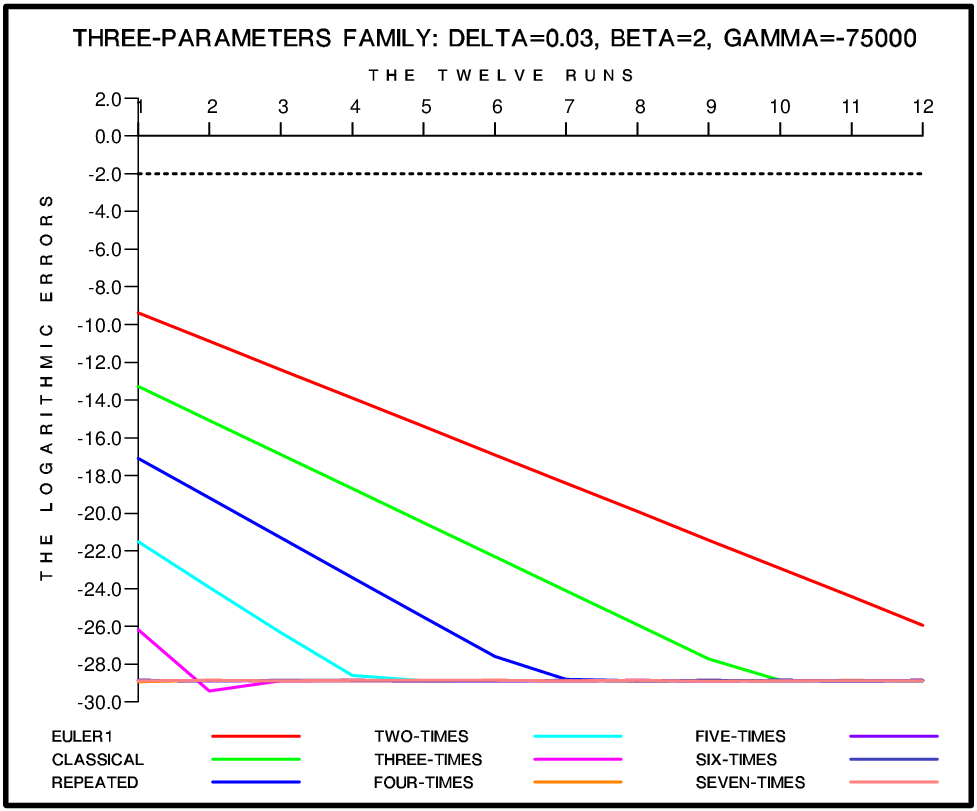 THREE-PARAMETERS FAMILY: DELTA=0.03, BETA=2, GAMMA=-75000
THE TWELVE RUNS
1 2 3 4 5 6 7 8 9 10 11 12
THE LOGARITHMIC ERRORS
2.0
0.0
-2.0
-4.0
-6.0
-8.0
-10.0
-12.0
-14.0
-16.0
-18.0
-20.0
-22.0
-24.0
-26.0
-28.0
-30.0
EULER1 TWO-TIMES FIVE-TIMES
CLASSICAL THREE-TIMES SIX-TIMES
REPEATED FOUR-TIMES SEVEN-TIMES